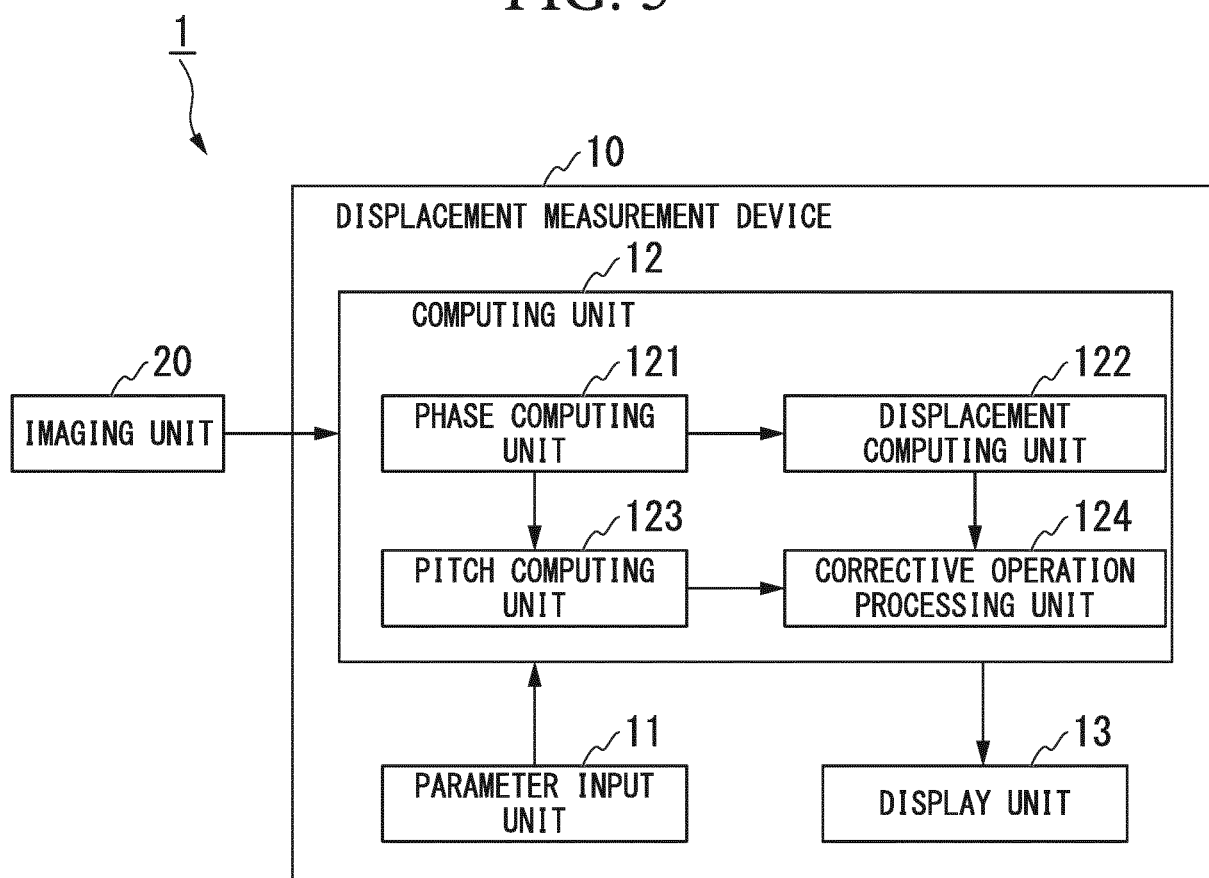 FIG.
1
10
DISPLACEMENT MEASUREMENT DEVICE
12
COMPUTING UNIT
20
IMAGING UNIT
121
PHASE COMPUTING
UNIT
122
DISPLACEMENT
COMPUTING UNIT
123
PITCH COMPUTING
UNIT
124
CORRECTIVE OPERATION
PROCESSING UNIT
11
PARAMETER INPUT
UNIT
13
DISPLAY UNIT